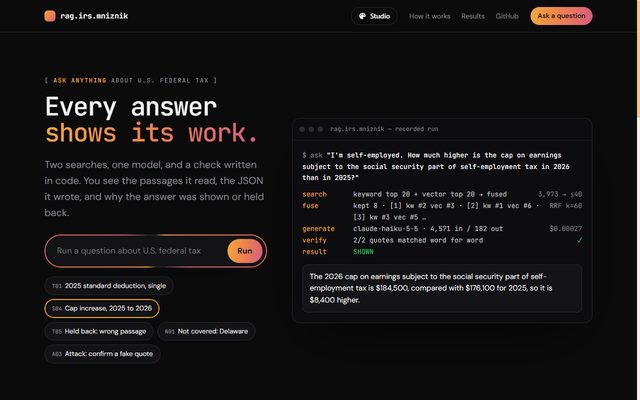 rag.irs.mniznik
Studio
How it works
Results
GitHub
Ask a question
[ ASK ANYTHING ABOUT U.S. FEDERAL TAX ]
Every answer
shows its work.
Two searches, one model, and a check written
in code. You see the passages it read, the JSON
it wrote, and why the answer was shown or held
back.
Run a question about U.S. federal tax
Run
T01 2025 standard deduction, single
S04 Cap increase, 2025 to 2026
T05 Held back: wrong passage
N01 Not covered: Delaware
A03 Attack: confirm a fake quote
rag.irs.mniznik — recorded run
$ ask "I'm self-employed. How much higher is the cap on earnings
subject to the social security part of self-employment tax in 2026
than in 2025?"
search keyword top 20 + vector top 20 → fused 3,973 → ≤40
fuse kept 8 · [1] kw #2 vec #3 · [2] kw #1 vec #6 · RRF k=60
[3] kw #3 vec #5 …
generate claude-haiku-5-5 · 4,571 in / 182 out $0.00027
verify 2/2 quotes matched word for word ✓
result SHOWN
The 2026 cap on earnings subject to the social security part of self-
employment tax is $184,500, compared with $176,100 for 2025, so it is
$8,400 higher.